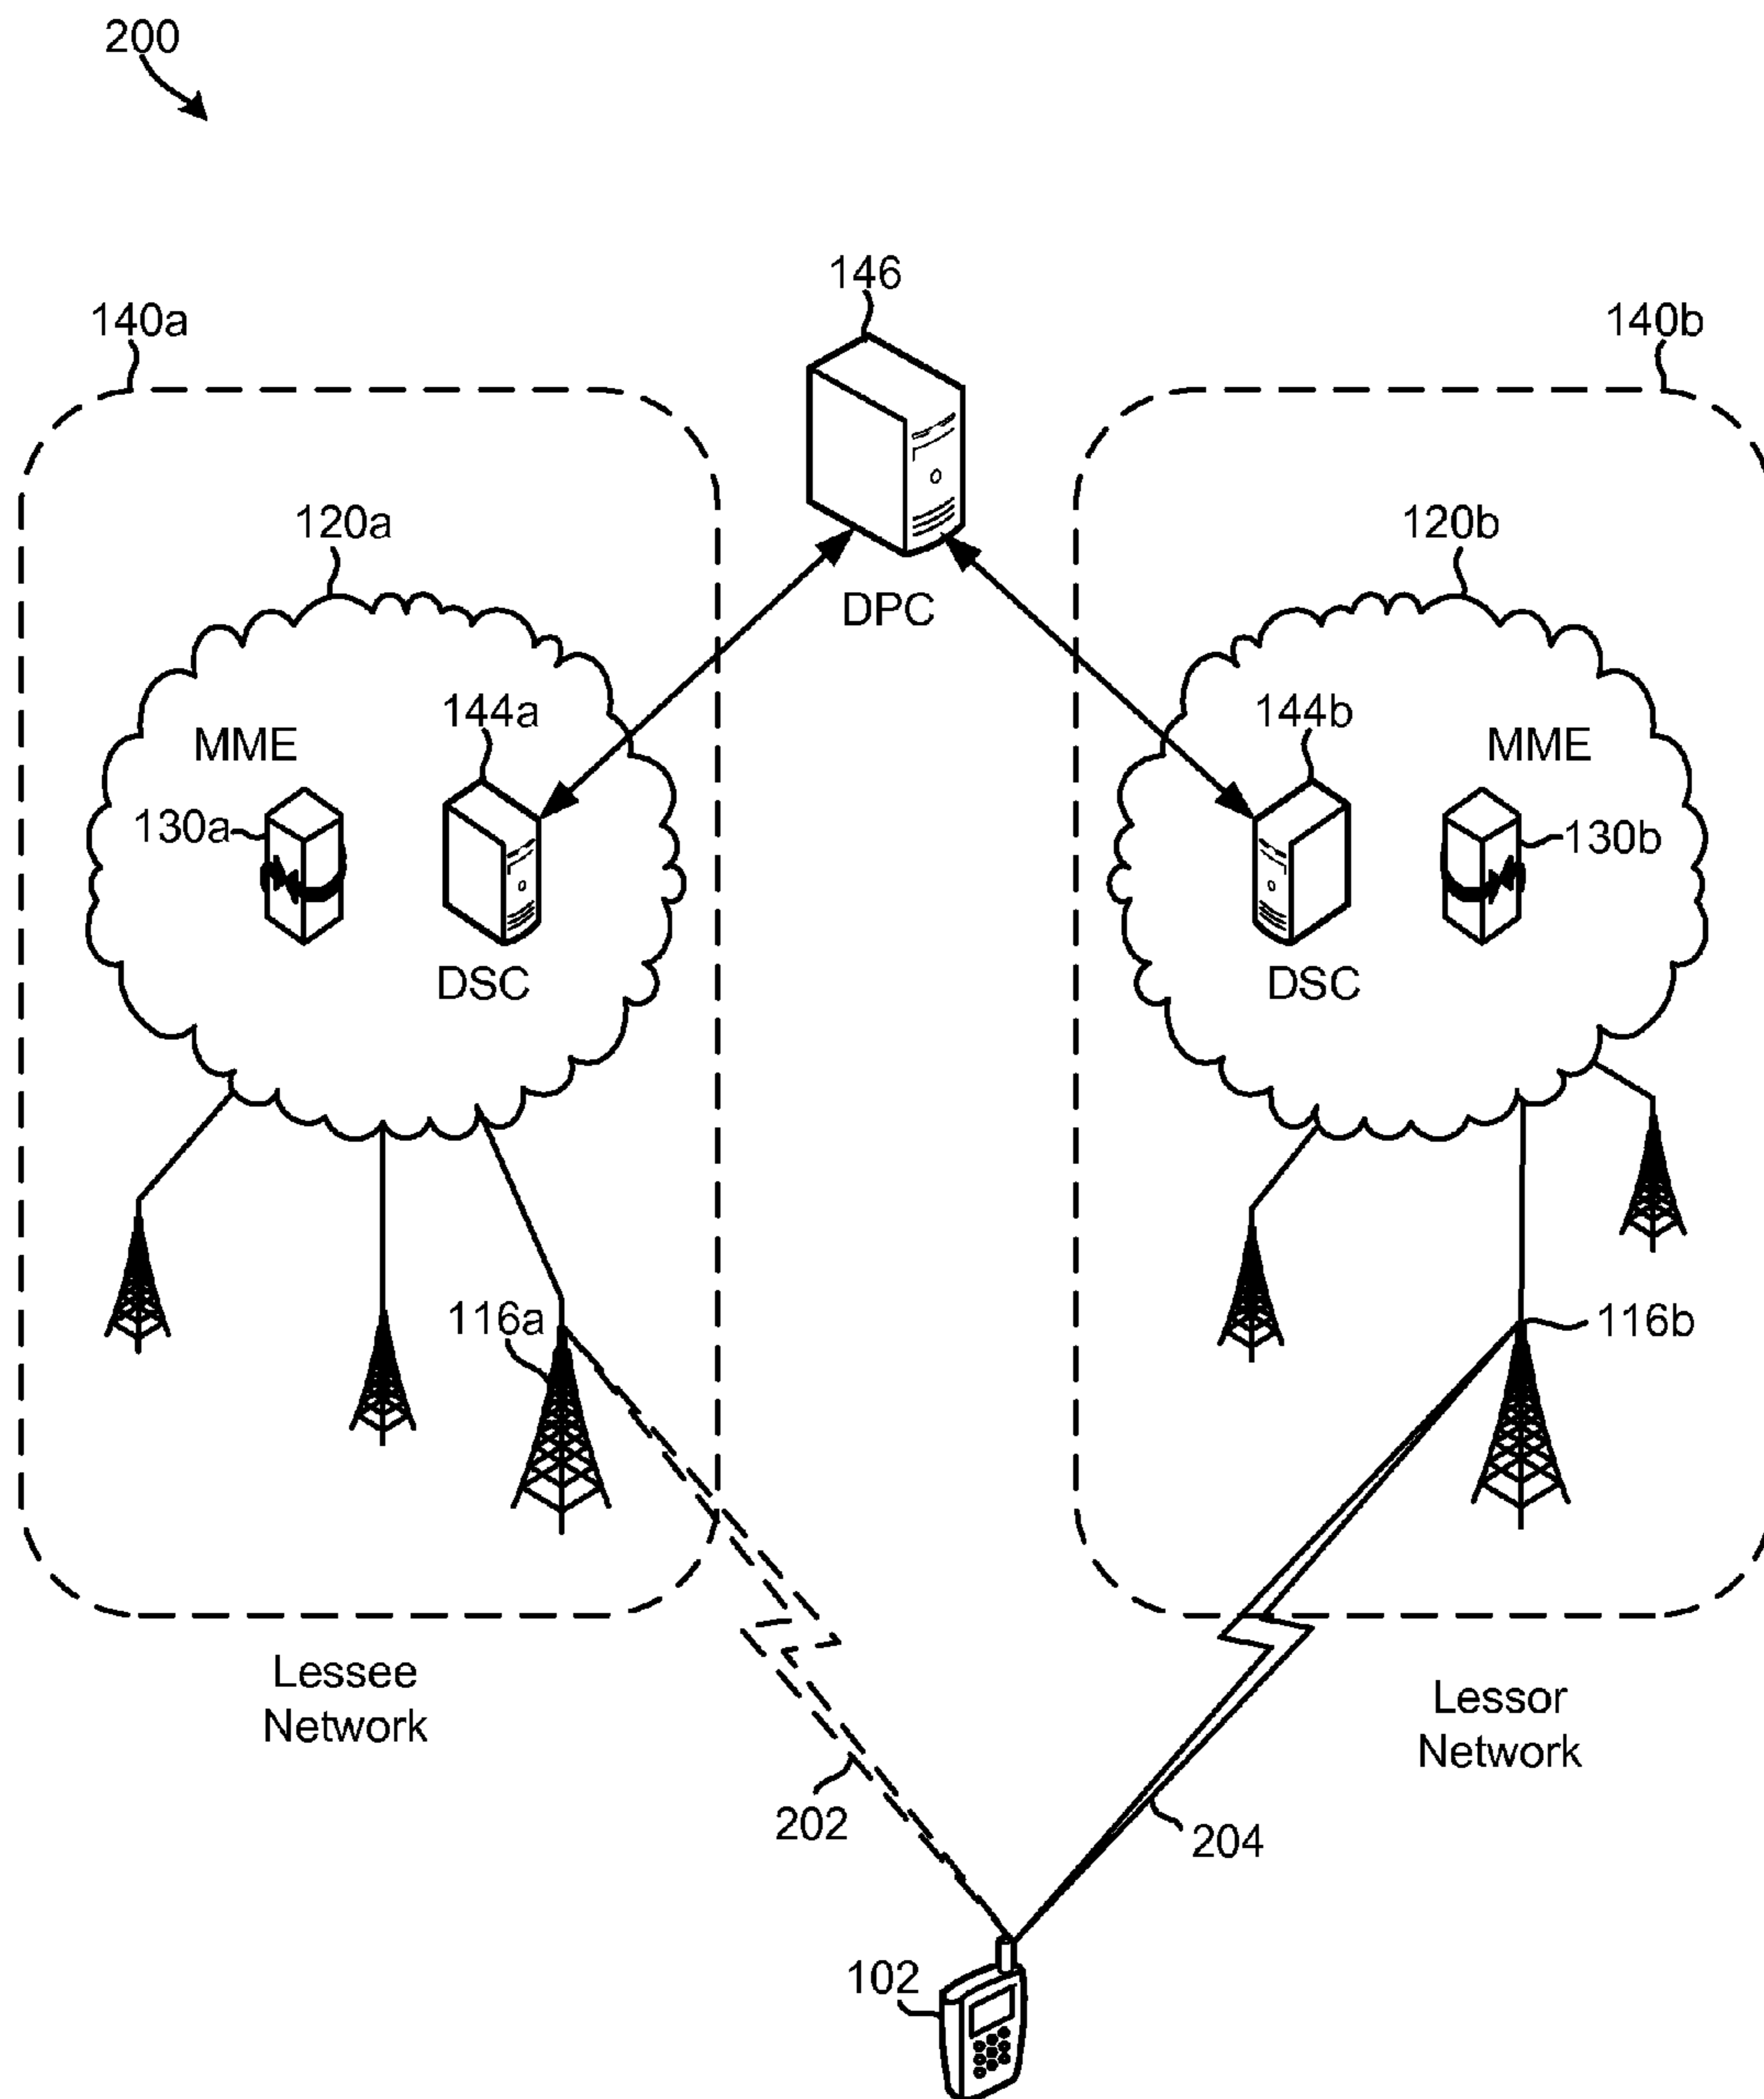 200
146
140a
140b
120a
120b
DPC
144a
144b
MME
MME
130a
130b
DSC
DSC
116a
116b
Lessee
Network
Lessor
Network
202
204
102